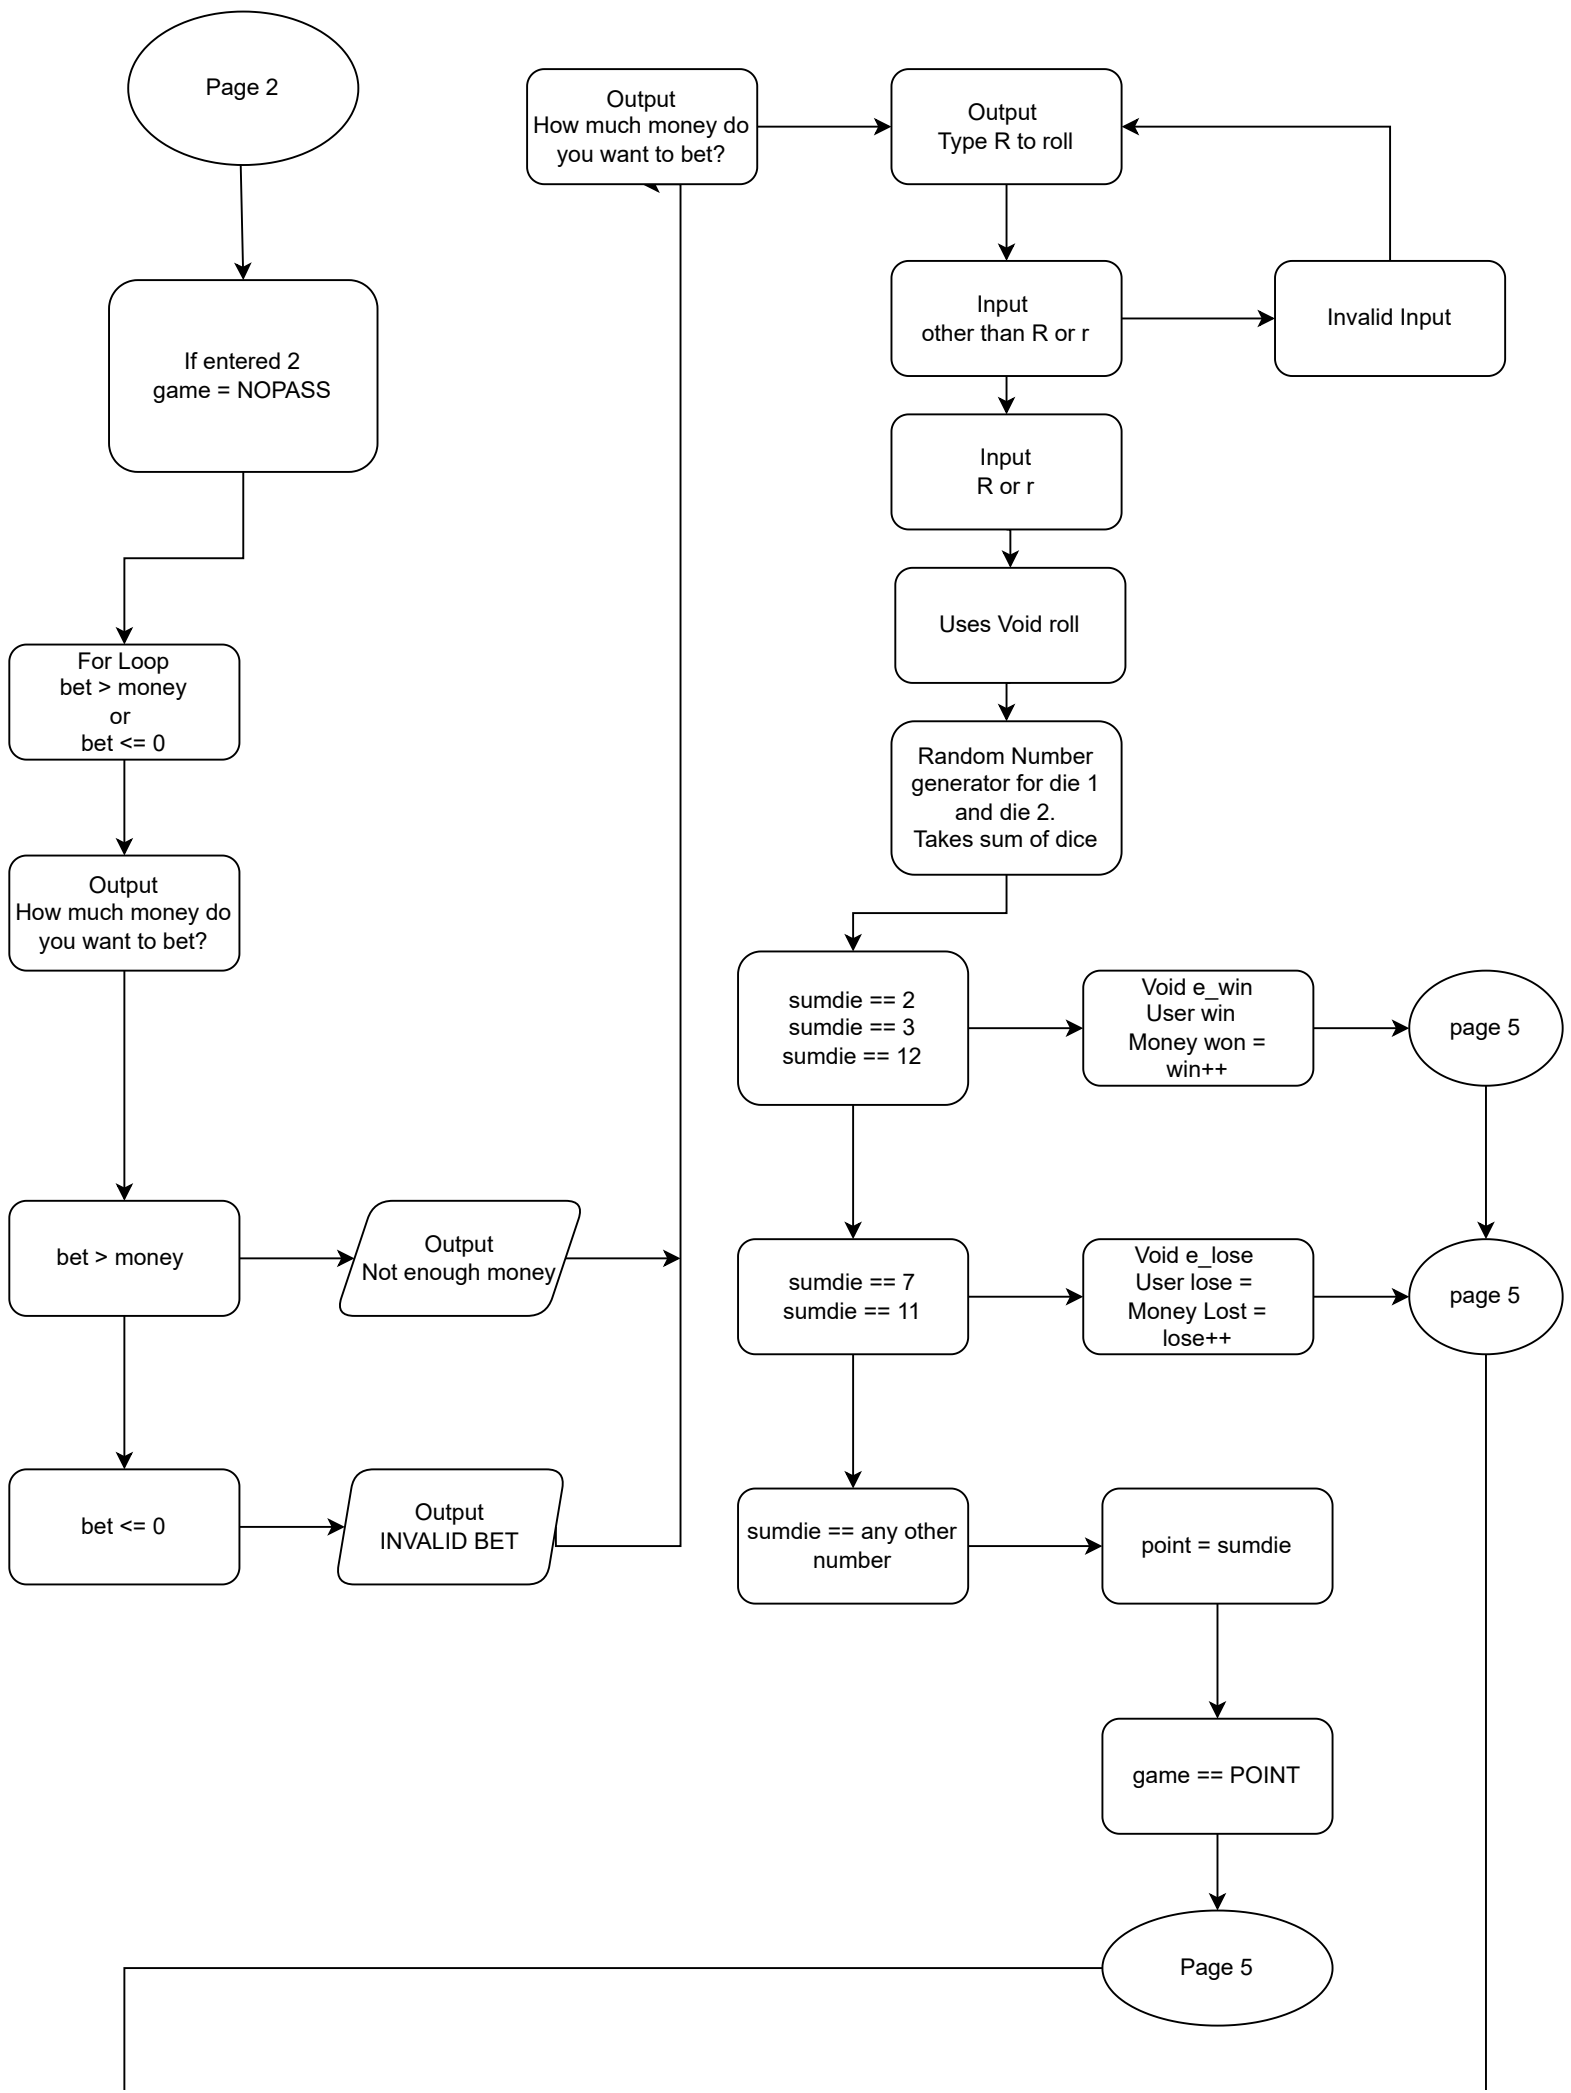 Page 2
If entered 2
game = NOPASS
For Loop
bet > money
or
bet <= 0
Output
How much money do
you want to bet?
bet > money
Output
Not enough money
bet <= 0
Output
INVALID BET
Output
How much money do
you want to bet?
Output
Type R to roll
Input
other than R or r
Invalid Input
Input
R or r
Uses Void roll
Random Number
generator for die 1
and die 2.
Takes sum of dice
sumdie == 2
sumdie == 3
sumdie == 12
Void e_win
User win
Money won =
win++
page 5
sumdie == 7
sumdie == 11
Void e_lose
User lose =
Money Lost =
lose++
page 5
sumdie == any other
number
point = sumdie
game == POINT
Page 5